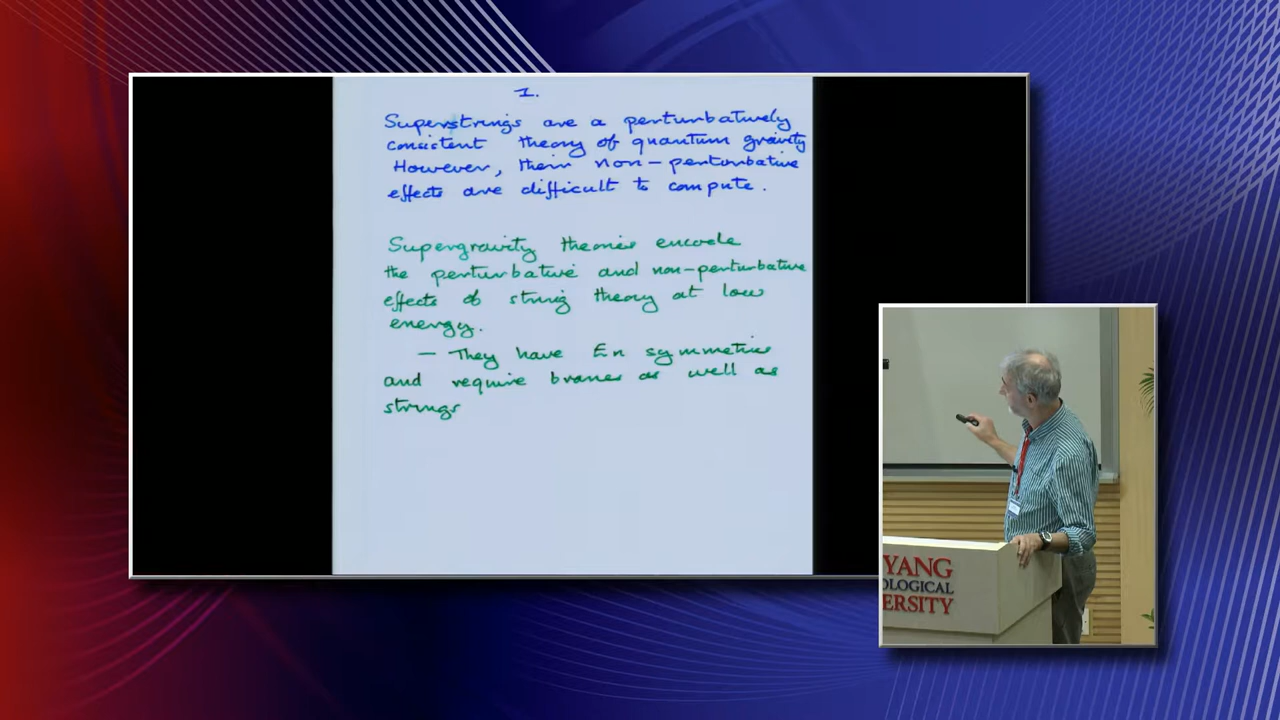 1.
Superstrings are a perturbatively
consistent theory of quantum gravity
However, their non-perturbative
effects are difficult to compute.
Supergravity theories encode
the perturbative and non-perturbative
effects of string theory at low
energy.
- They have En symmetries
and require branes as well as
strings
YANG
OLOGICAL
ERSITY